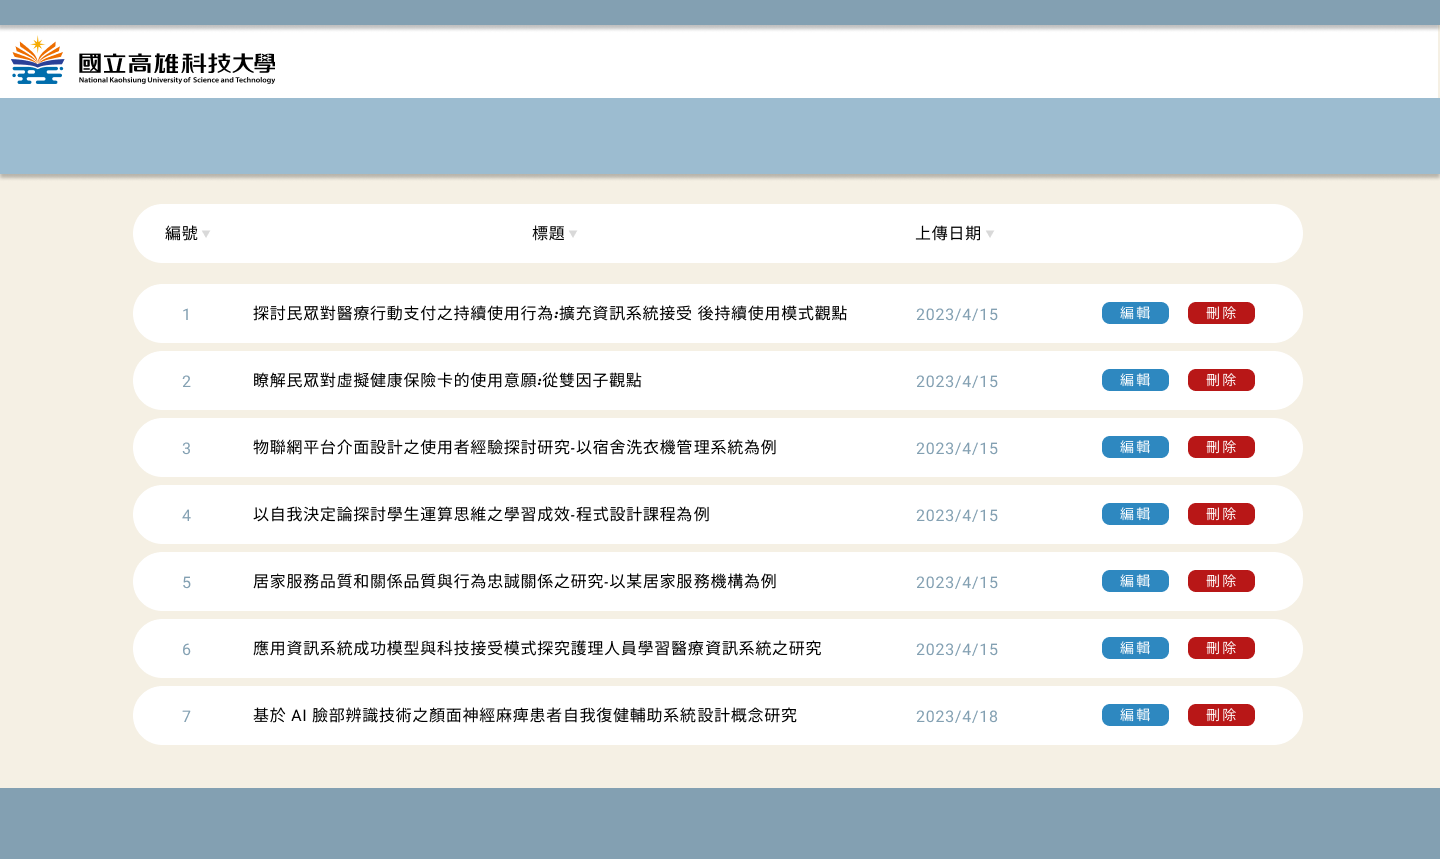 國立高雄科技大學
National Kaohsiung University of Science and Technology
編號 標題 上傳日期
1 探討民眾對醫療行動支付之持續使用行為:擴充資訊系統接受 後持續使用模式觀點 2023/4/15 編輯 刪除
2 瞭解民眾對虛擬健康保險卡的使用意願:從雙因子觀點 2023/4/15 編輯 刪除
3 物聯網平台介面設計之使用者經驗探討研究-以宿舍洗衣機管理系統為例 2023/4/15 編輯 刪除
4 以自我決定論探討學生運算思維之學習成效-程式設計課程為例 2023/4/15 編輯 刪除
5 居家服務品質和關係品質與行為忠誠關係之研究-以某居家服務機構為例 2023/4/15 編輯 刪除
6 應用資訊系統成功模型與科技接受模式探究護理人員學習醫療資訊系統之研究 2023/4/15 編輯 刪除
7 基於 AI 臉部辨識技術之顏面神經麻痺患者自我復健輔助系統設計概念研究 2023/4/18 編輯 刪除